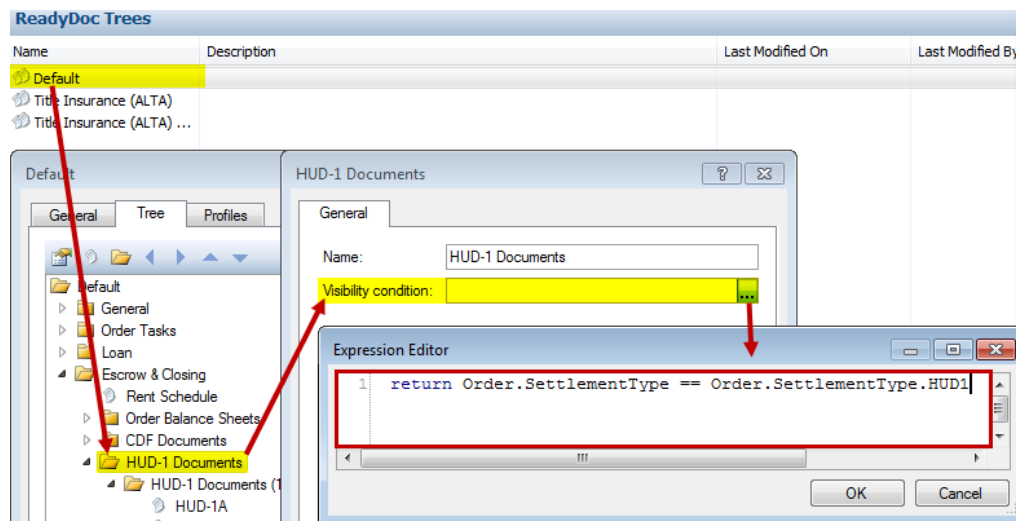 ReadyDoc Trees
Name Description Last Modified On Last Modified By
Default
Title Insurance (ALTA)
Title Insurance (ALTA) ...
Default
General Tree Profiles
Default
General
Order Tasks
Loan
Escrow & Closing
Rent Schedule
Order Balance Sheets
CDF Documents
HUD-1 Documents
HUD-1 Documents (1
HUD-1A
HUD-1 Documents
General
Name: HUD-1 Documents
Visibility condition: ...
Expression Editor
1 return Order.SettlementType == Order.SettlementType.HUD1
OK Cancel